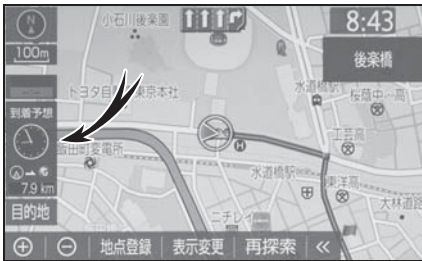 N
小石川後楽園
8:43
100m
後楽橋
水道橋駅
桜蔭中・高
トヨタ自
東京本社
到着予想
工芸高
飯田町変電所
水道橋駅
東洋高
7.9 km
大林道路
目的地
ニチレイ
地点登録
表示変更
再探索